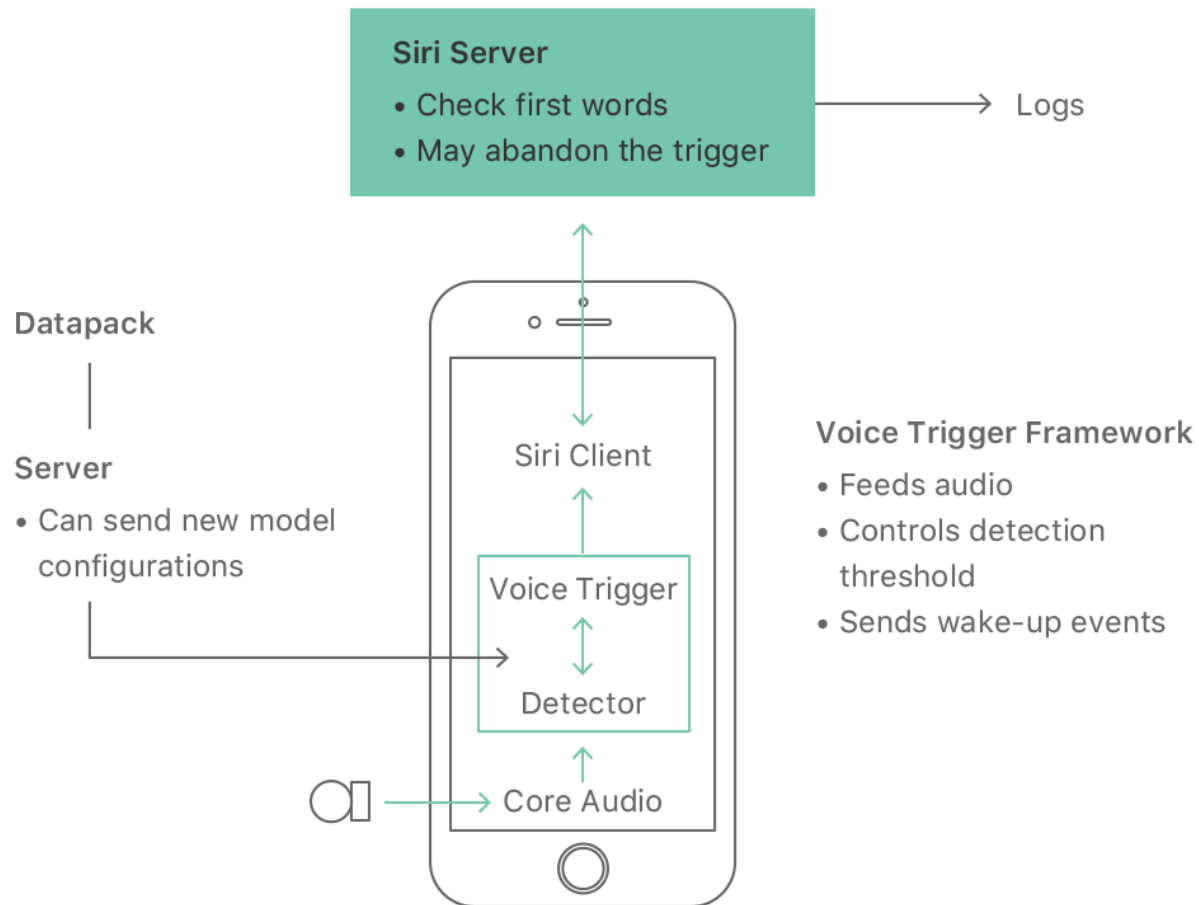 Siri Server
• Check first words
• May abandon the trigger
Logs
Datapack
Server
• Can send new model
configurations
Siri Client
Voice Trigger
Detector
Core Audio
Voice Trigger Framework
• Feeds audio
• Controls detection
threshold
• Sends wake-up events